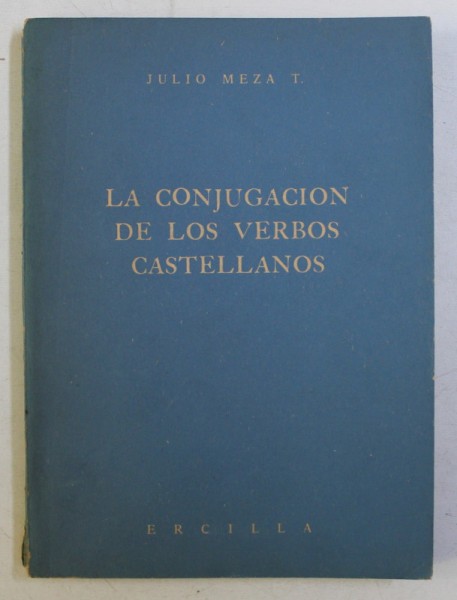 JULIO MEZA T.
LA CONJUGACION
DE LOS VERBOS
CASTELLANOS
ERCILLA